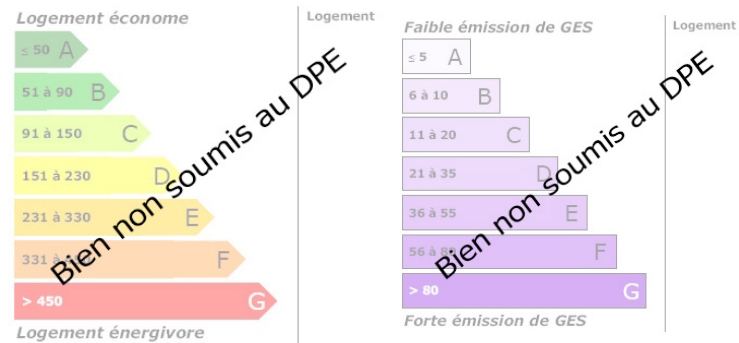 Logement économe
Logement
≤ 50 A
51 à 90 B
91 à 150 C
151 à 230 D
231 à 330 E
331 à F
> 450 G
Logement énergivore
Bien non soumis au DPE
Faible émission de GES
Logement
≤ 5 A
6 à 10 B
11 à 20 C
21 à 35 D
36 à 55 E
56 à 80 F
> 80 G
Forte émission de GES
Bien non soumis au DPE